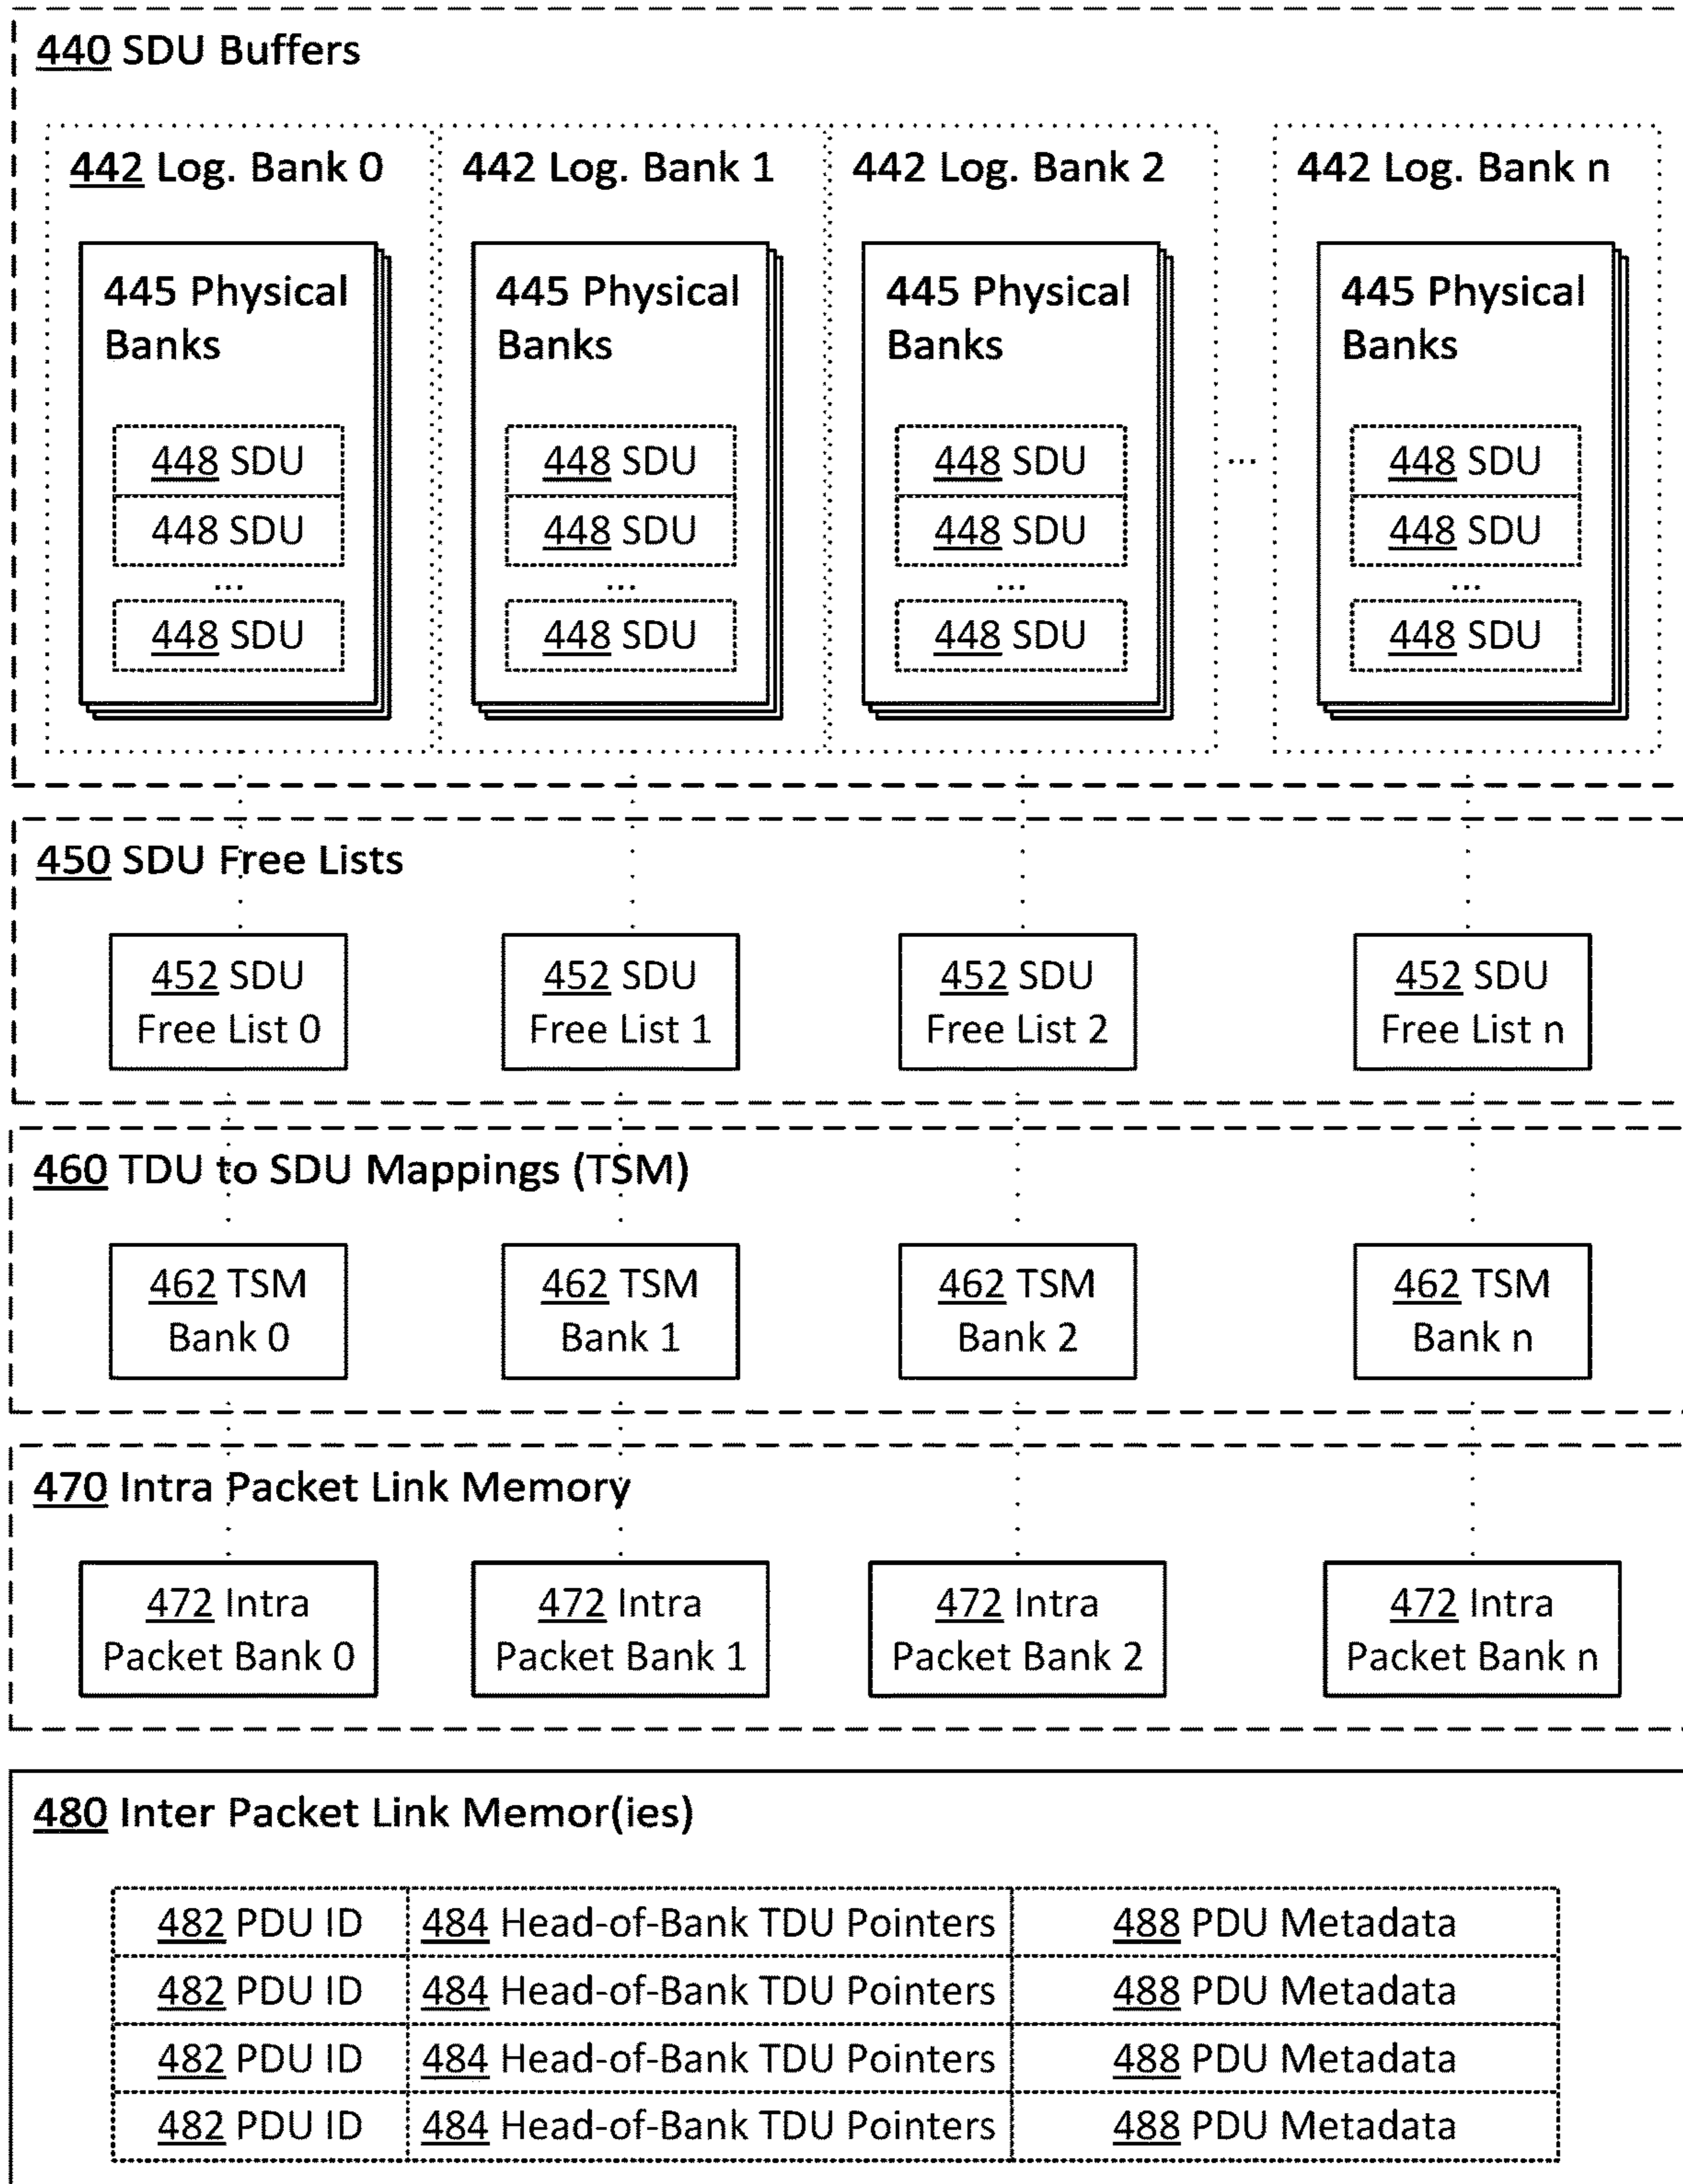 440 SDU Buffers
442 Log. Bank 0 442 Log. Bank 1 442 Log. Bank 2 442 Log. Bank n
445 Physical 445 Physical 445 Physical 445 Physical
Banks Banks Banks Banks
448 SDU 448 SDU 448 SDU 448 SDU
...
448 SDU 448 SDU 448 SDU 448 SDU
... ... ... ...
448 SDU 448 SDU 448 SDU 448 SDU
450 SDU Free Lists
452 SDU 452 SDU 452 SDU 452 SDU
Free List 0 Free List 1 Free List 2 Free List n
460 TDU to SDU Mappings (TSM)
462 TSM 462 TSM 462 TSM 462 TSM
Bank 0 Bank 1 Bank 2 Bank n
470 Intra Packet Link Memory
472 Intra 472 Intra 472 Intra 472 Intra
Packet Bank 0 Packet Bank 1 Packet Bank 2 Packet Bank n
480 Inter Packet Link Memor(ies)
482 PDU ID 484 Head-of-Bank TDU Pointers 488 PDU Metadata
482 PDU ID 484 Head-of-Bank TDU Pointers 488 PDU Metadata
482 PDU ID 484 Head-of-Bank TDU Pointers 488 PDU Metadata
482 PDU ID 484 Head-of-Bank TDU Pointers 488 PDU Metadata